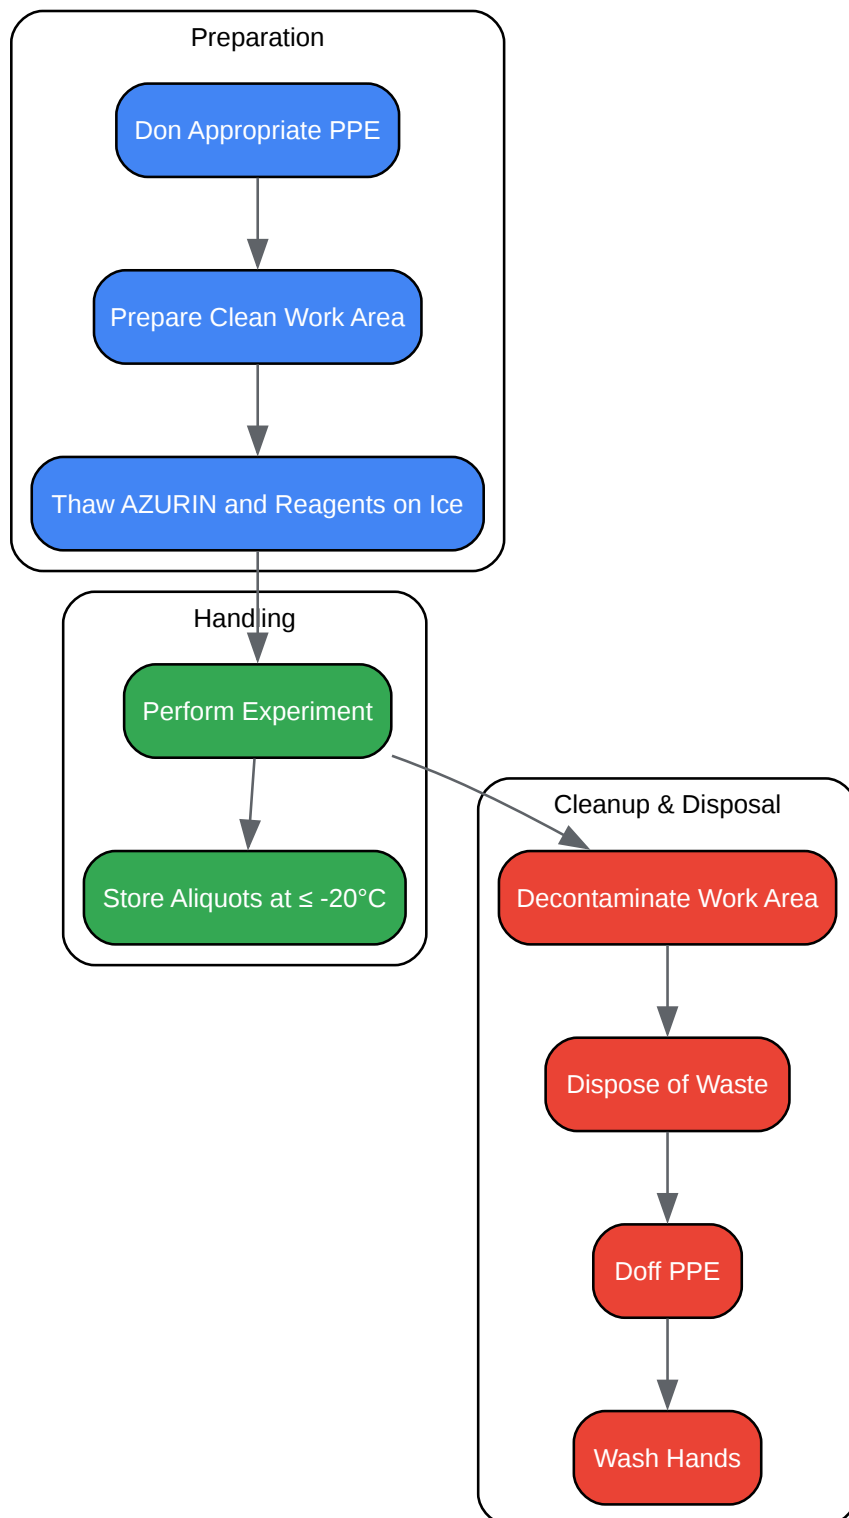 Preparation
Don Appropriate PPE
Prepare Clean Work Area
Thaw AZURIN and Reagents on Ice
Handling
Perform Experiment
Store Aliquots at ≤ -20°C
Cleanup & Disposal
Decontaminate Work Area
Dispose of Waste
Doff PPE
Wash Hands